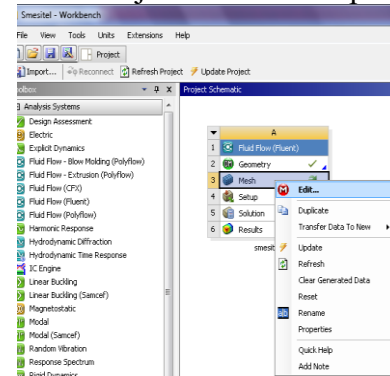 Smesitel - Workbench
File View Tools Units Extensions Help
Project
Import... Reconnect Refresh Project Update Project
Project Schematic
Analysis Systems
Design Assessment
Electric
Explicit Dynamics
Fluid Flow - Blow Molding (Polyflow)
Fluid Flow - Extrusion (Polyflow)
Fluid Flow (CFX)
Fluid Flow (Fluent)
Fluid Flow (Polyflow)
Harmonic Response
Hydrodynamic Diffraction
Hydrodynamic Time Response
IC Engine
Linear Buckling
Linear Buckling (Samcef)
Magnetostatic
Modal
Modal (Samcef)
Random Vibration
Response Spectrum
Rigid Dynamics
A
1 Fluid Flow (Fluent)
2 Geometry
3 Mesh
4 Setup
5 Solution
6 Results
Edit...
Duplicate
Transfer Data To New
Update
Refresh
Clear Generated Data
Reset
Rename
Properties
Quick Help
Add Note